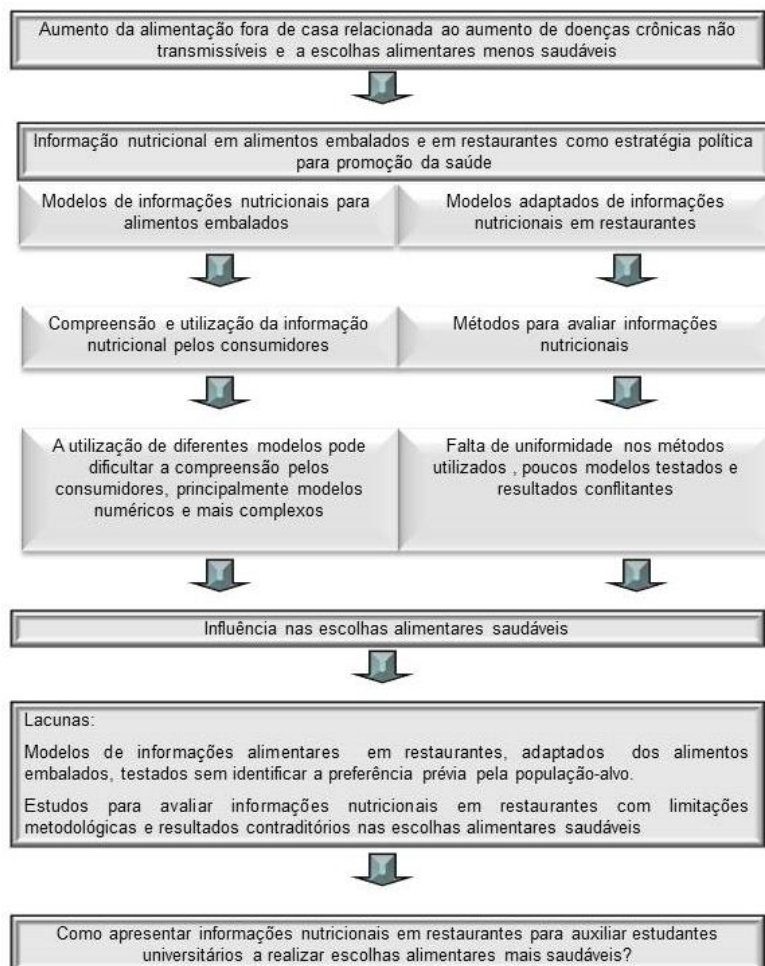 Aumento da alimentação fora de casa relacionada ao aumento de doenças crônicas não
transmissíveis e a escolhas alimentares menos saudáveis
Informação nutricional em alimentos embalados e em restaurantes como estratégia política
para promoção da saúde
Modelos de informações nutricionais para
alimentos embalados
Modelos adaptados de informações
nutricionais em restaurantes
Compreensão e utilização da informação
nutricional pelos consumidores
Métodos para avaliar informações
nutricionais
A utilização de diferentes modelos pode
dificultar a compreensão pelos
consumidores, principalmente modelos
numéricos e mais complexos
Falta de uniformidade nos métodos
utilizados , poucos modelos testados e
resultados conflitantes
Influência nas escolhas alimentares saudáveis
Lacunas:
Modelos de informações alimentares em restaurantes, adaptados dos alimentos
embalados, testados sem identificar a preferência prévia pela população-alvo.
Estudos para avaliar informações nutricionais em restaurantes com limitações
metodológicas e resultados contraditórios nas escolhas alimentares saudáveis
Como apresentar informações nutricionais em restaurantes para auxiliar estudantes
universitários a realizar escolhas alimentares mais saudáveis?